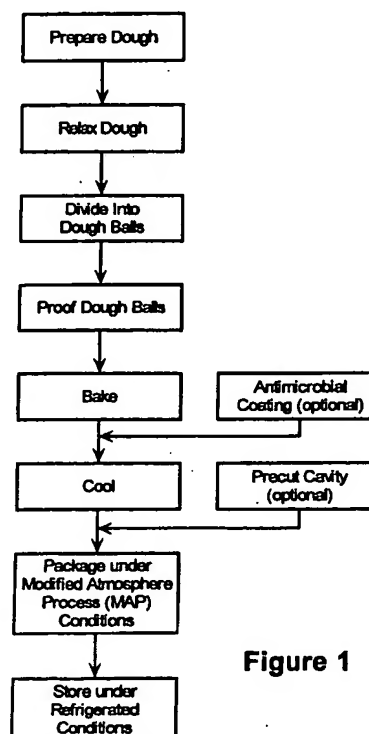 Prepare Dough
Relax Dough
Divide Into
Dough Balls
Proof Dough Balls
Bake
Antimicrobial
Coating (optional)
Cool
Precut Cavity
(optional)
Package under
Modified Atmosphere
Process (MAP)
Conditions
Figure 1
Store under
Refrigerated
Conditions